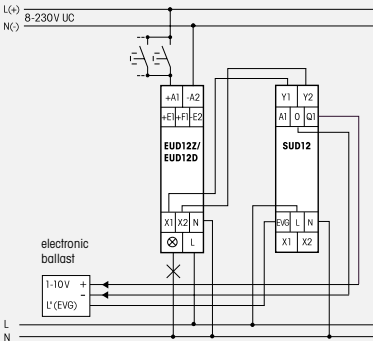 L(+)
N(-)
8-230V UC
+A1 -A2
+E1 +F1 -E2
EUD12Z/
EUD12D
X1 X2 N
L
Y1 Y2
A1 0 Q1
SUD12
EVG L N
X1 X2
electronic
ballast
1-10V +
-
L'(EVG)
L
N